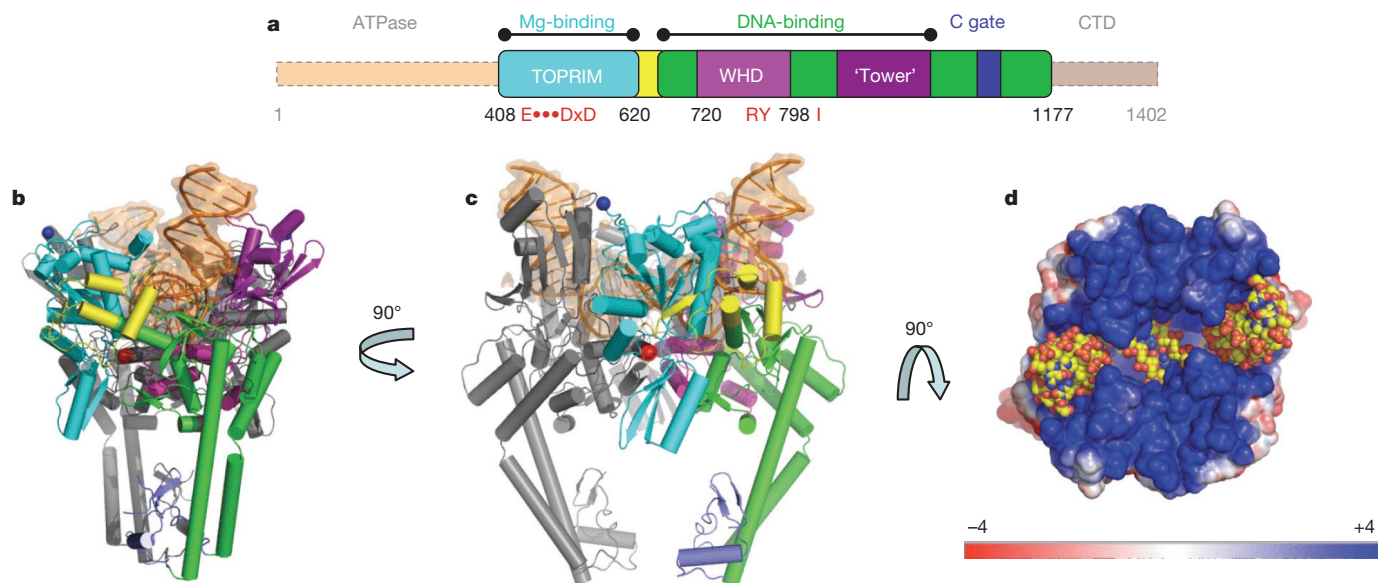 a
ATPase Mg-binding DNA-binding C gate CTD
TOPRIM WHD 'Tower'
1 408 E•••DxD 620 720 RY 798 I 1177 1402
b c d
90° 90°
–4 +4